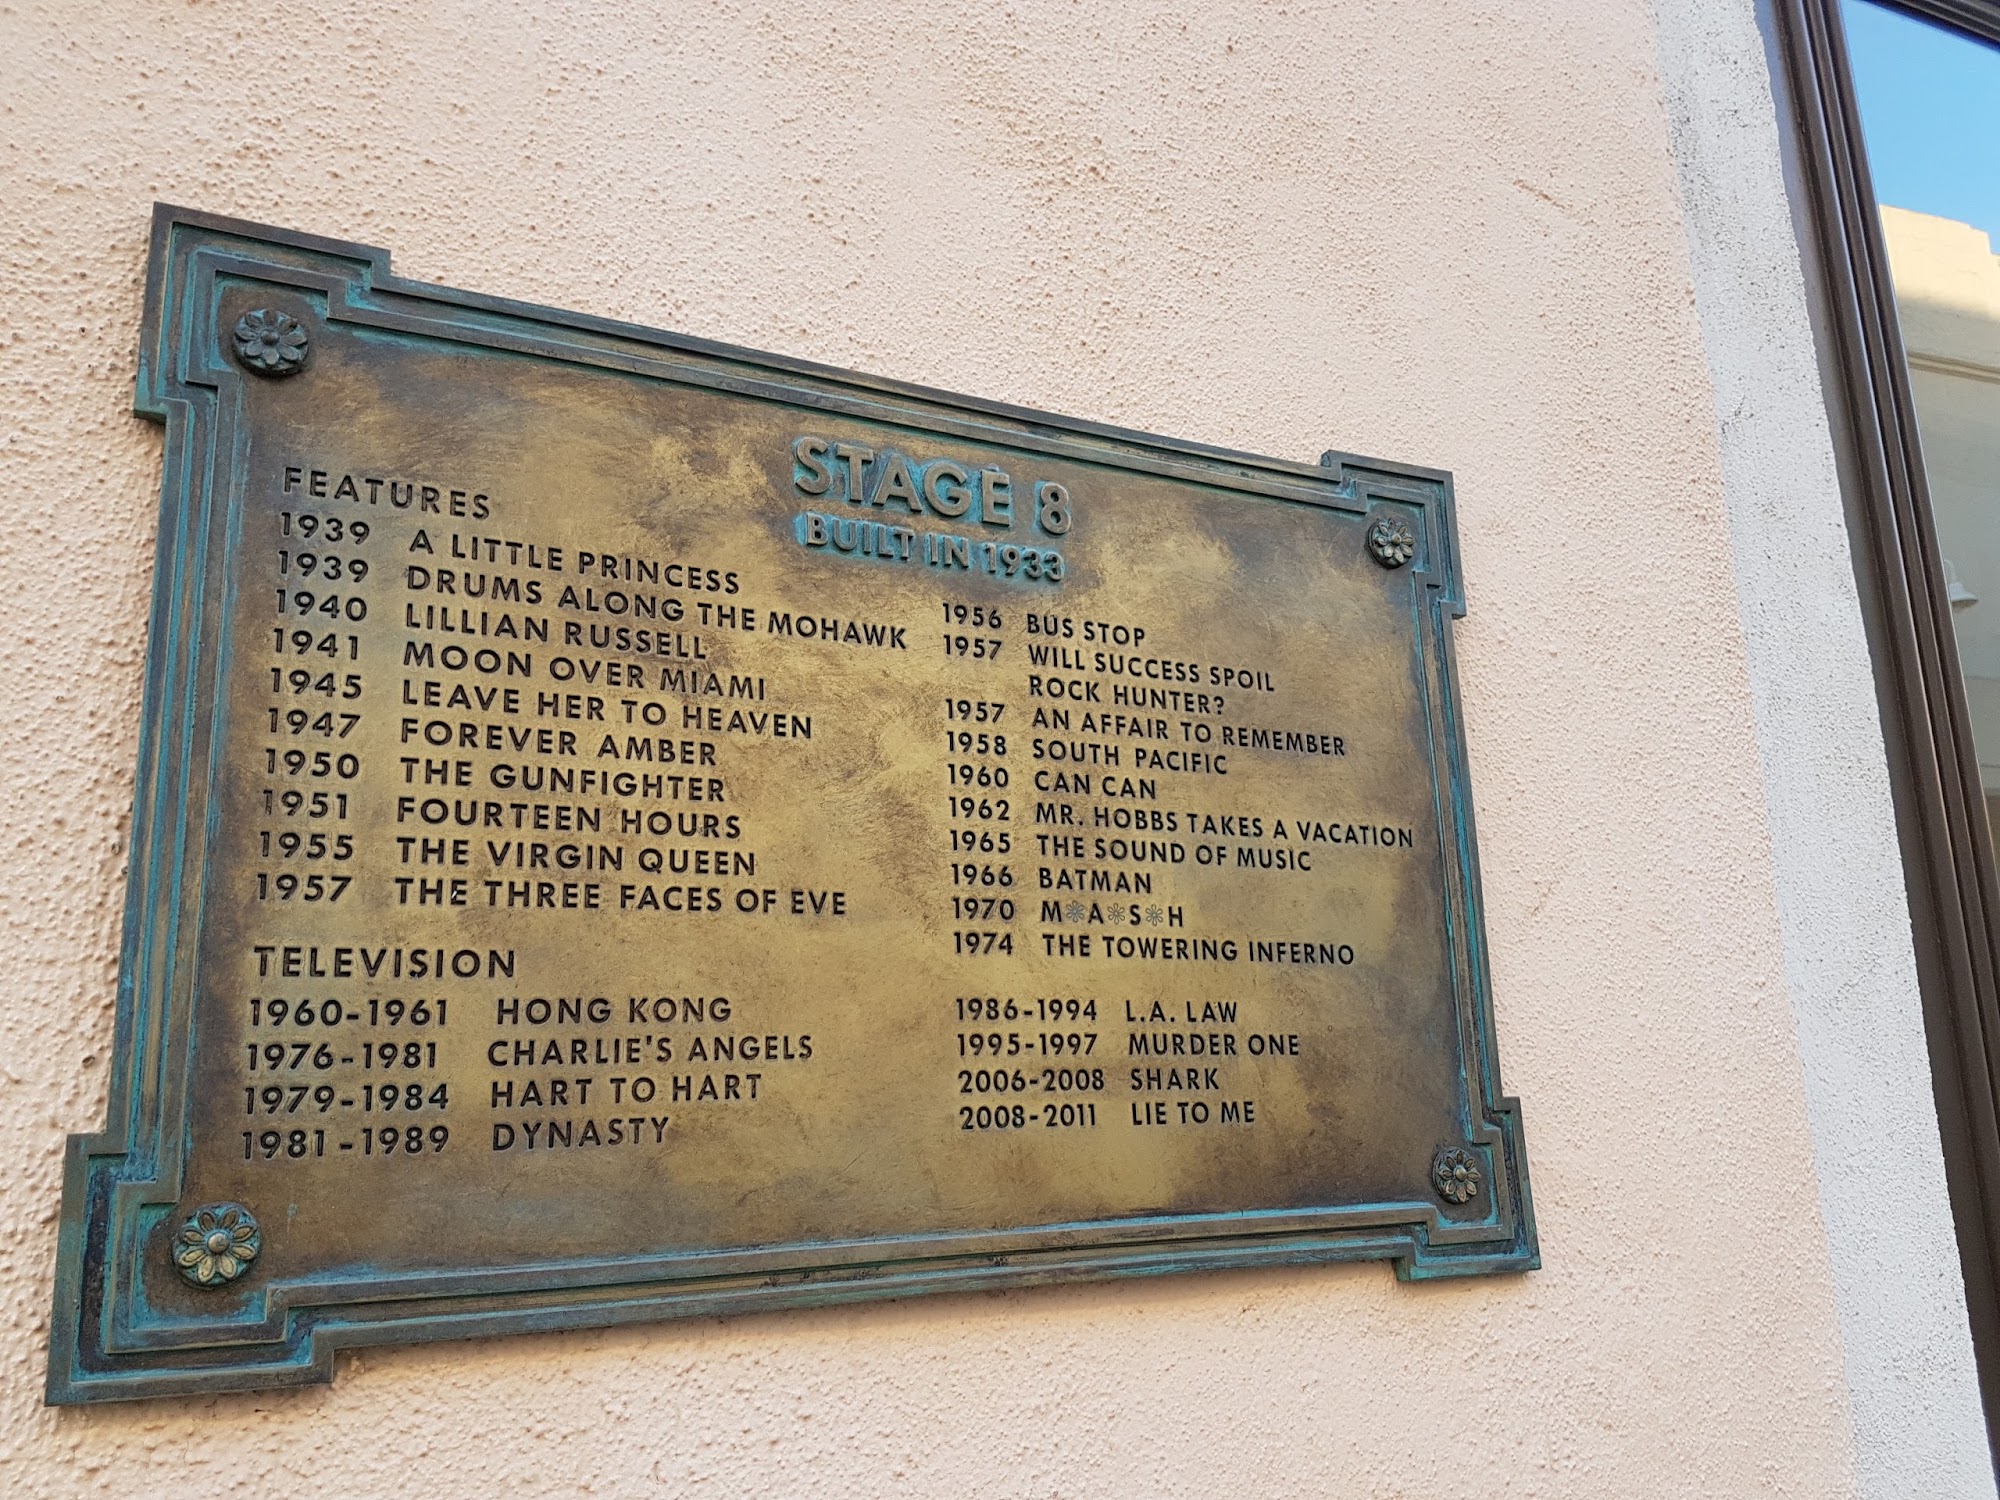 STAGE 8
BUILT IN 1933
FEATURES
1939 A LITTLE PRINCESS
1939 DRUMS ALONG THE MOHAWK
1940 LILLIAN RUSSELL
1941 MOON OVER MIAMI
1945 LEAVE HER TO HEAVEN
1947 FOREVER AMBER
1950 THE GUNFIGHTER
1951 FOURTEEN HOURS
1955 THE VIRGIN QUEEN
1957 THE THREE FACES OF EVE
1956 BUS STOP
1957 WILL SUCCESS SPOIL
ROCK HUNTER?
1957 AN AFFAIR TO REMEMBER
1958 SOUTH PACIFIC
1960 CAN CAN
1962 MR. HOBBS TAKES A VACATION
1965 THE SOUND OF MUSIC
1966 BATMAN
1970 M*A*S*H
1974 THE TOWERING INFERNO
TELEVISION
1960-1961 HONG KONG
1976-1981 CHARLIE'S ANGELS
1979-1984 HART TO HART
1981-1989 DYNASTY
1986-1994 L.A. LAW
1995-1997 MURDER ONE
2006-2008 SHARK
2008-2011 LIE TO ME